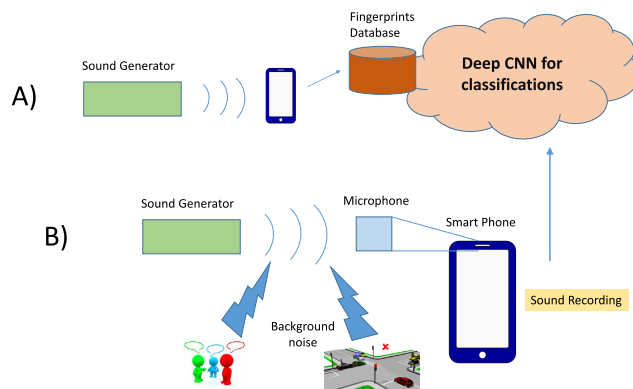 Fingerprints
Database
Sound Generator
Deep CNN for
classifications
A)
Sound Generator
Microphone
Smart Phone
B)
Sound Recording
Background
noise